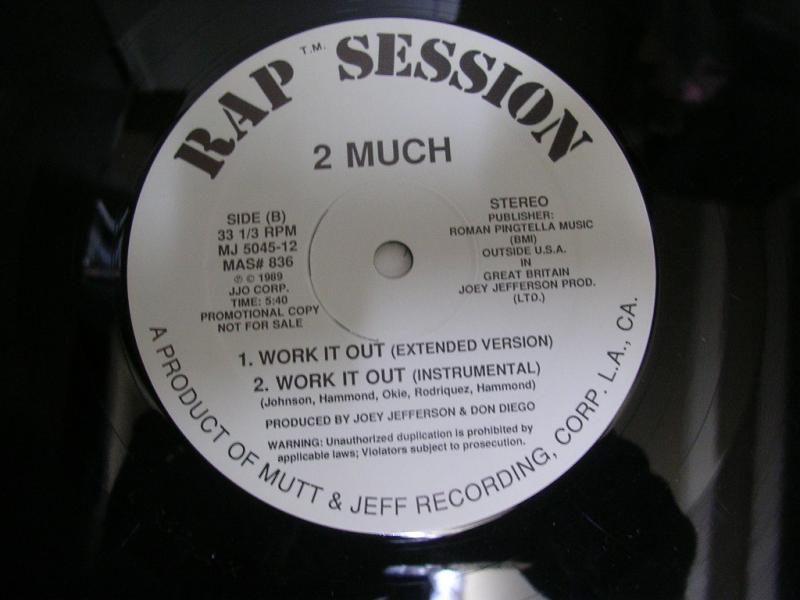 RAP T.M. SESSION
2 MUCH
SIDE (B)
33 1/3 RPM
MJ 5045-12
MAS# 836
℗ © 1989
JJO CORP.
TIME: 5:40
PROMOTIONAL COPY
NOT FOR SALE
STEREO
PUBLISHER:
ROMAN PINGTELLA MUSIC
(BMI)
OUTSIDE U.S.A.
IN
GREAT BRITAIN
JOEY JEFFERSON PROD.
(LTD.)
1. WORK IT OUT (EXTENDED VERSION)
2. WORK IT OUT (INSTRUMENTAL)
(Johnson, Hammond, Okie, Rodriquez, Hammond)
PRODUCED BY JOEY JEFFERSON & DON DIEGO
WARNING: Unauthorized duplication is prohibited by
applicable laws; Violators subject to prosecution.
A PRODUCT OF MUTT & JEFF RECORDING, CORP. L.A., CA.